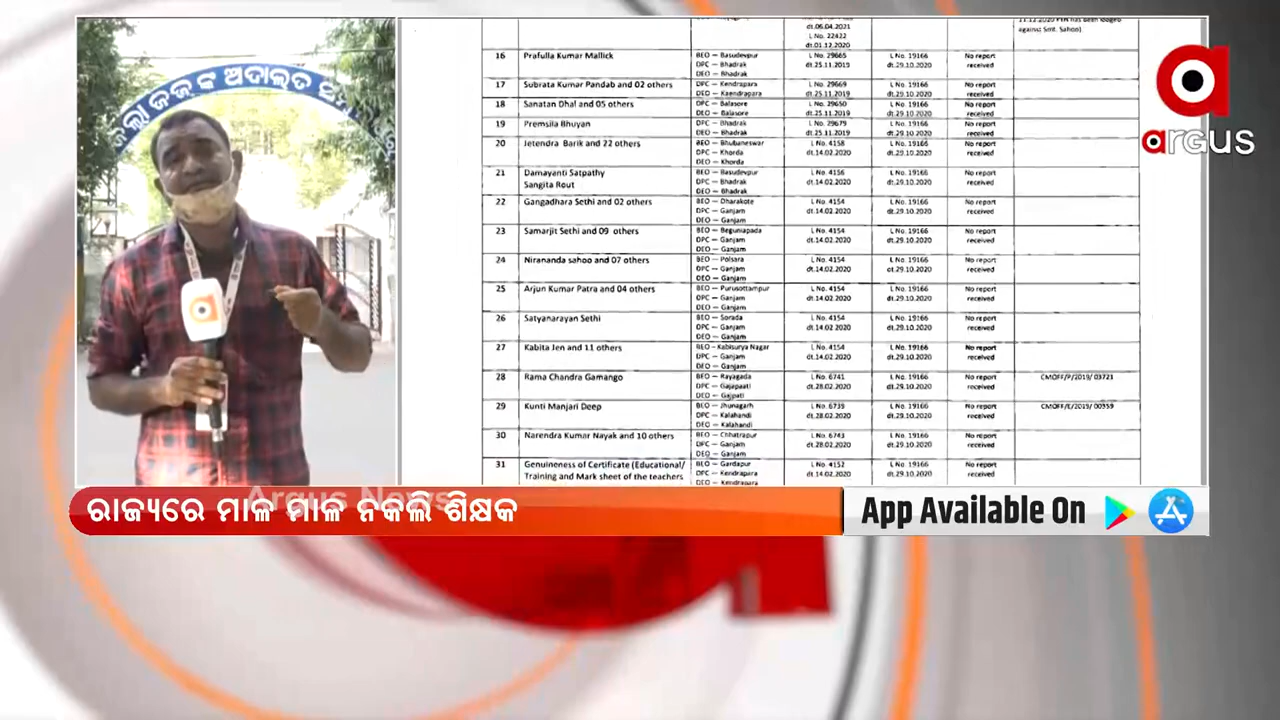 ଜିଲ୍ଲା ଜଜଙ୍କ ଅଦାଲତ
dt.06.04.2021
L No. 22422
dt.01.12.2020
against Smt. Sahoo)
16 Prafulla Kumar Mallick BEO – Basudevpur L No. 29665 L No. 19166 No report
DPC – Bhadrak dt.25.11.2019 dt.29.10.2020 received
DEO – Bhadrak
17 Subrata Kumar Pandab and 02 others DPC – Kendrapara L No. 29669 L No. 19166 No report
DEO – Kaendrapara dt.25.11.2019 dt.29.10.2020 received
18 Sanatan Dhal and 05 others DPC – Balasore L No. 29650 L No. 19166 No report
DEO – Balasore dt.25.11.2019 dt.29.10.2020 received
19 Premsila Bhuyan DPC – Bhadrak L No. 29679 L No. 19166 No report
DEO – Bhadrak dt.25.11.2019 dt.29.10.2020 received
20 Jetendra Barik and 22 others BEO – Bhubaneswar L No. 4158 L No. 19166 No report
DPC – Khorda dt.14.02.2020 dt.29.10.2020 received
DEO – Khorda
21 Damayanti Satpathy BEO – Basudevpur L No. 4156 L No. 19166 No report
Sangita Rout DPC – Bhadrak dt.14.02.2020 dt.29.10.2020 received
DEO – Bhadrak
22 Gangadhara Sethi and 02 others BEO – Dharakote L No. 4154 L No. 19166 No report
DPC – Ganjam dt.14.02.2020 dt.29.10.2020 received
DEO – Ganjam
23 Samarjit Sethi and 09 others BEO – Beguniapada L No. 4154 L No. 19166 No report
DPC – Ganjam dt.14.02.2020 dt.29.10.2020 received
DEO – Ganjam
24 Nirananda sahoo and 07 others BEO – Polsara L No. 4154 L No. 19166 No report
DPC – Ganjam dt.14.02.2020 dt.29.10.2020 received
DEO – Ganjam
25 Arjun Kumar Patra and 04 others BEO – Purusottampur L No. 4154 L No. 19166 No report
DPC – Ganjam dt.14.02.2020 dt.29.10.2020 received
DEO – Ganjam
26 Satyanarayan Sethi BEO – Sorada L No. 4154 L No. 19166 No report
DPC – Ganjam dt.14.02.2020 dt.29.10.2020 received
DEO – Ganjam
27 Kabita Jen and 11 others BEO – Kabisurya Nagar L No. 4154 L No. 19166 No report
DPC – Ganjam dt.14.02.2020 dt.29.10.2020 received
DEO – Ganjam
28 Rama Chandra Gamango BEO – Rayagada L No. 6741 L No. 19166 No report CMOFF/P/2019/ 03721
DPC – Gajapaati dt.28.02.2020 dt.29.10.2020 received
DEO – Gajpati
29 Kunti Manjari Deep BEO – Jhunagarh L No. 6739 L No. 19166 No report CMOFF/E/2019/ 00359
DPC – Kalahandi dt.28.02.2020 dt.29.10.2020 received
DEO – Kalahandi
30 Narendra Kumar Nayak and 10 others BEO – Chhatrapur L No. 6743 L No. 19166 No report
DPC – Ganjam dt.28.02.2020 dt.29.10.2020 received
DEO – Ganjam
31 Genuineness of Certificate (Educational/ BEO – Gardapur L No. 4152 L No. 19166 No report
Training and Mark sheet of the teachers DPC – Kendrapara dt.14.02.2020 dt.29.10.2020 received
DEO – Kendrapara
argus
Argus News
ରାଜ୍ୟରେ ମାଳ ମାଳ ନକଲି ଶିକ୍ଷକ
App Available On